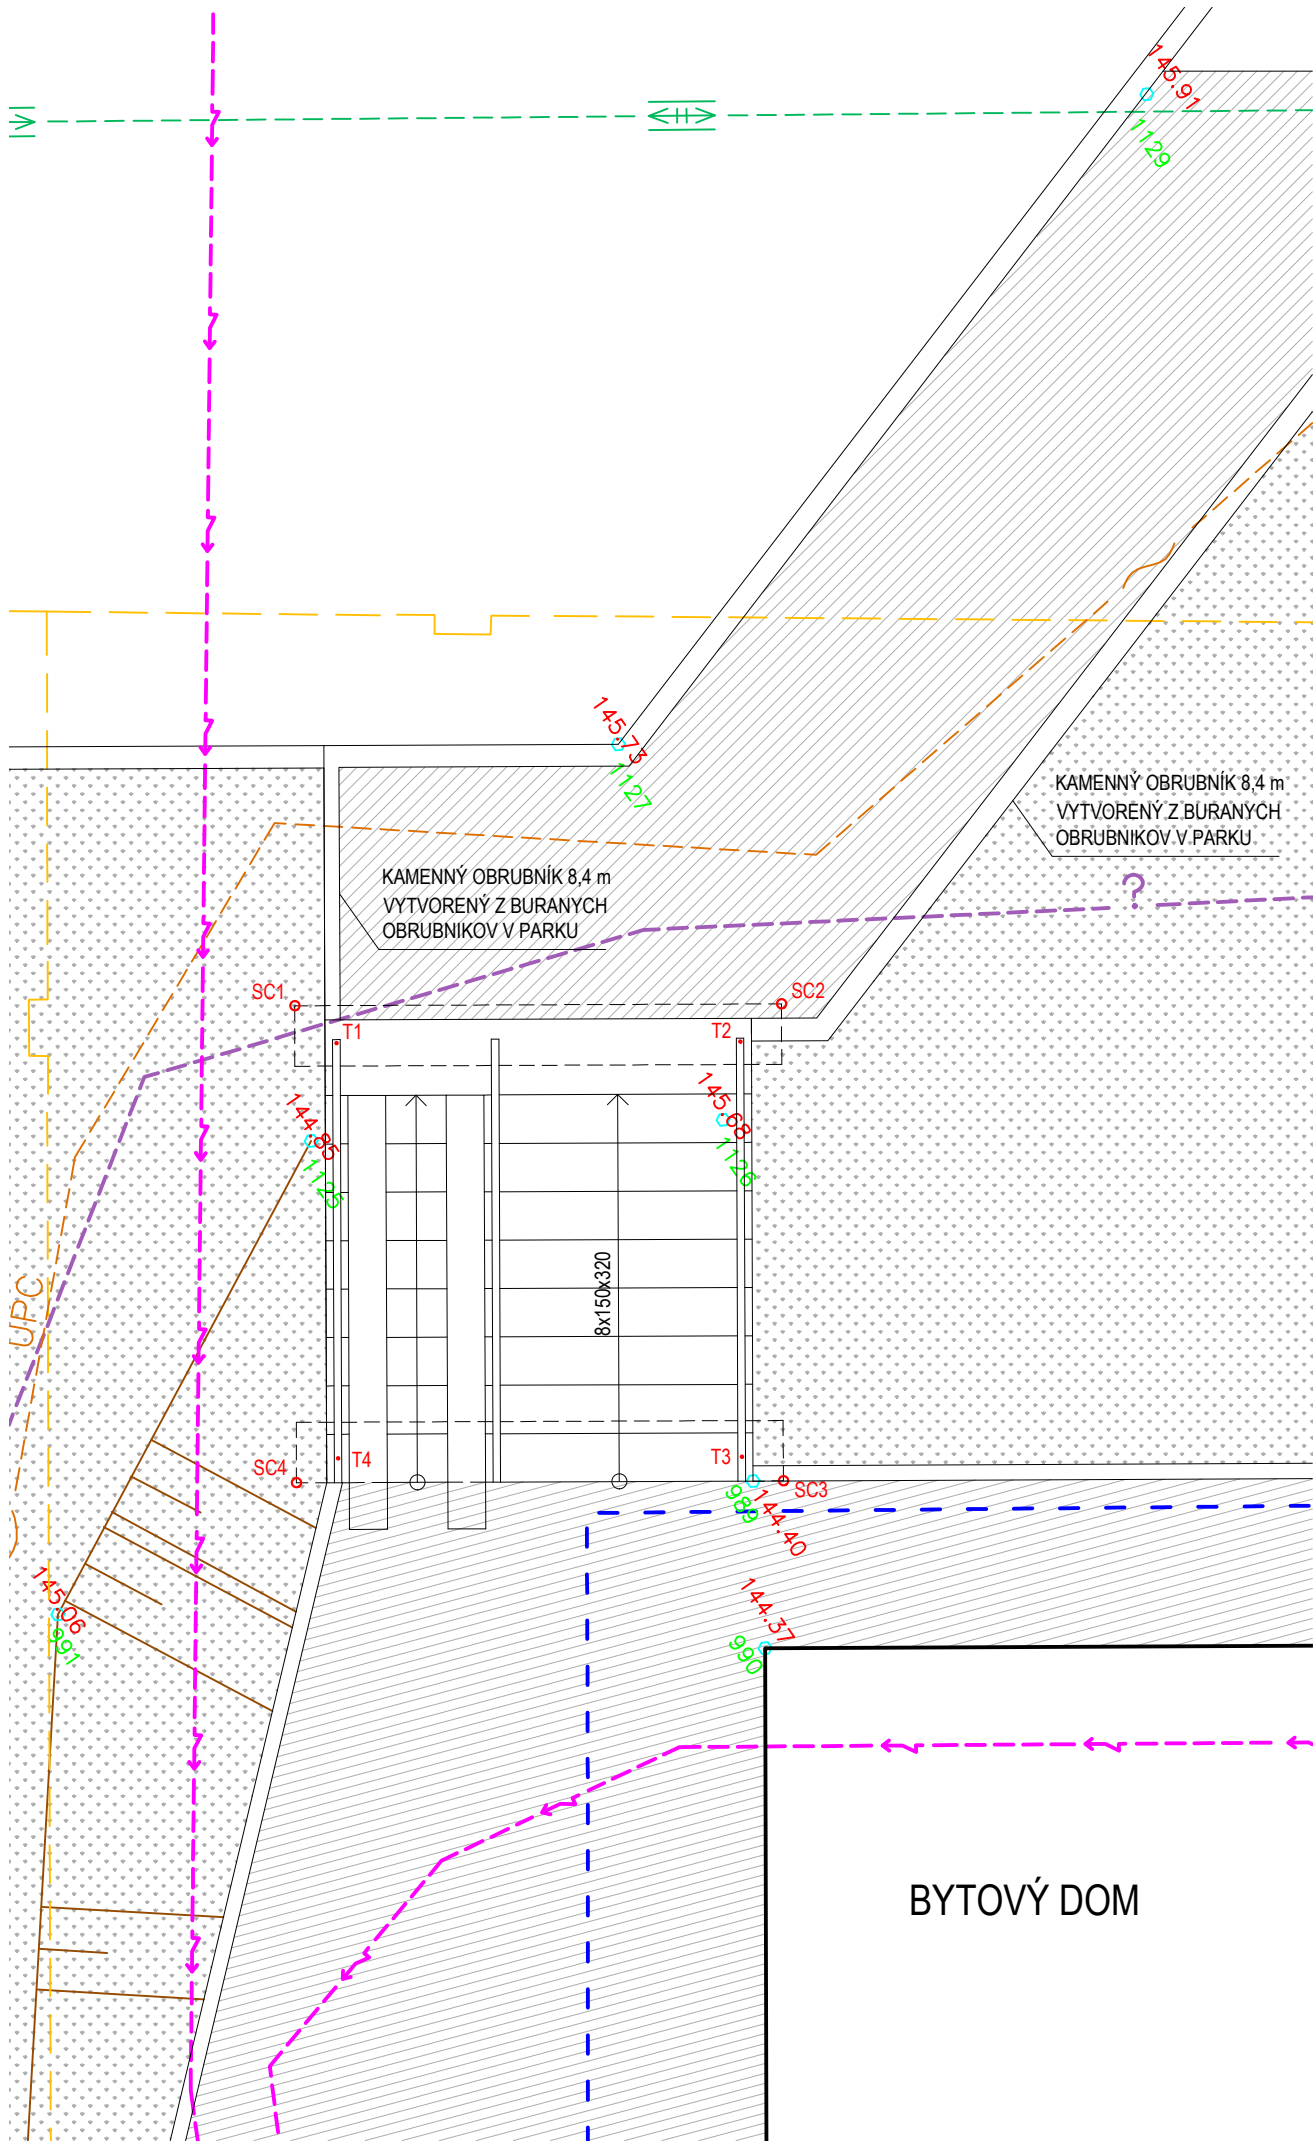 145.91
1129
145.73
1127
KAMENNÝ OBRUBNÍK 8,4 m
VYTVORENÝ Z BURANYCH
OBRUBNIKOV V PARKU
KAMENNÝ OBRUBNÍK 8,4 m
VYTVORENÝ Z BURANYCH
OBRUBNIKOV V PARKU
?
SC1
SC2
T1
T2
144.85
1125
145.68
1126
UPC
8x150x320
T4
T3
SC4
SC3
989
144.40
145.06
991
144.37
990
BYTOVÝ DOM